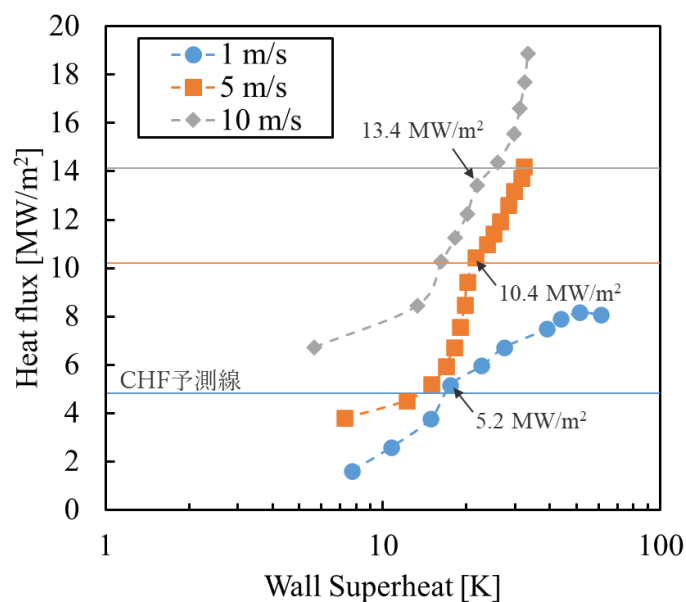 20
18
16
14
12
10
8
6
4
2
0
Heat flux [MW/m²]
1 m/s
5 m/s
10 m/s
13.4 MW/m²
10.4 MW/m²
CHF予測線
5.2 MW/m²
1
10
100
Wall Superheat [K]